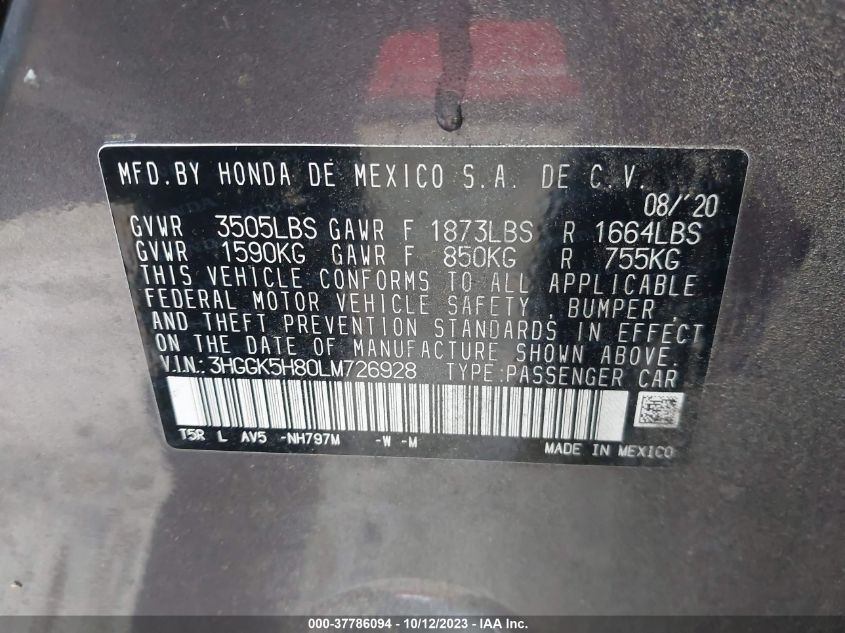 MFD.BY HONDA DE MEXICO S.A. DE C.V.
08/'20
GVWR 3505LBS GAWR F 1873LBS R 1664LBS
GVWR 1590KG GAWR F 850KG R 755KG
THIS VEHICLE CONFORMS TO ALL APPLICABLE
FEDERAL MOTOR VEHICLE SAFETY, BUMPER,
AND THEFT PREVENTION STANDARDS IN EFFECT
ON THE DATE OF MANUFACTURE SHOWN ABOVE.
V.I.N.: 3HGGK5H80LM726928 TYPE:PASSENGER CAR
T5R L AV5 -NH797M -W -M
MADE IN MEXICO
000-37786094 - 10/12/2023 - IAA Inc.